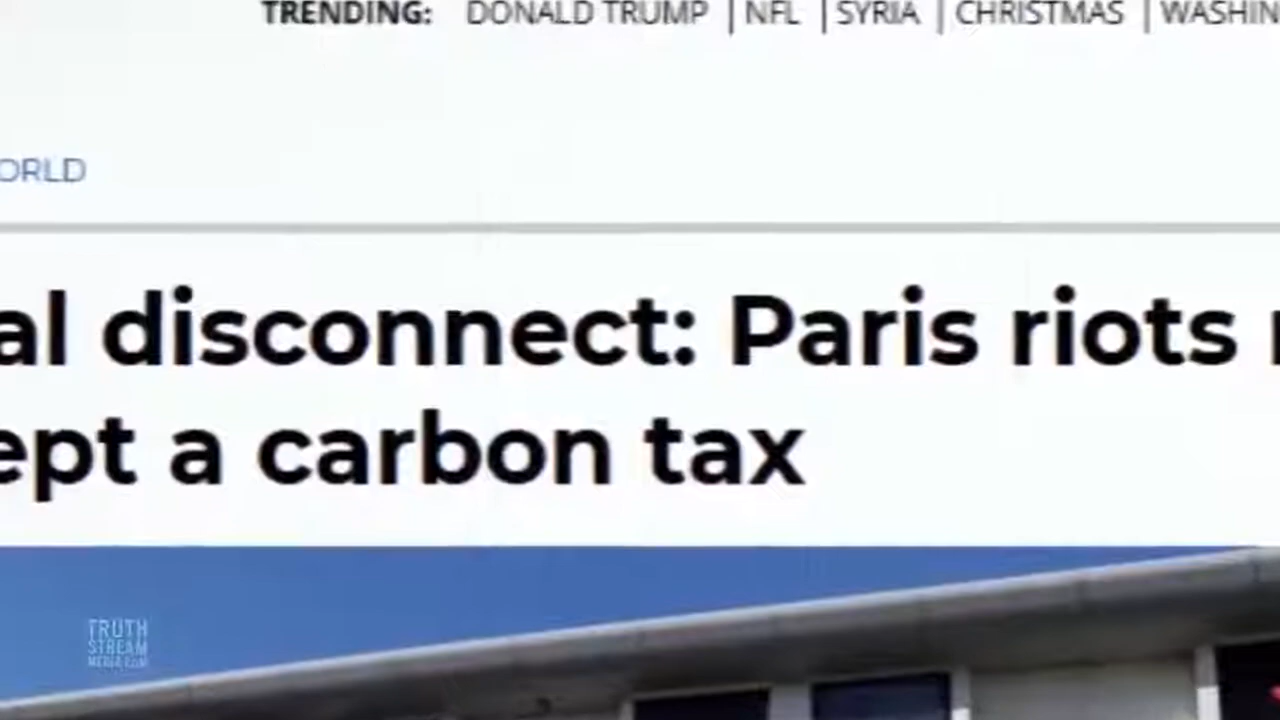 TRENDING: DONALD TRUMP | NFL | SYRIA | CHRISTMAS | WASHIN
ORLD
al disconnect: Paris riots
ept a carbon tax
TRUTH
STREAM
MEDIA.COM